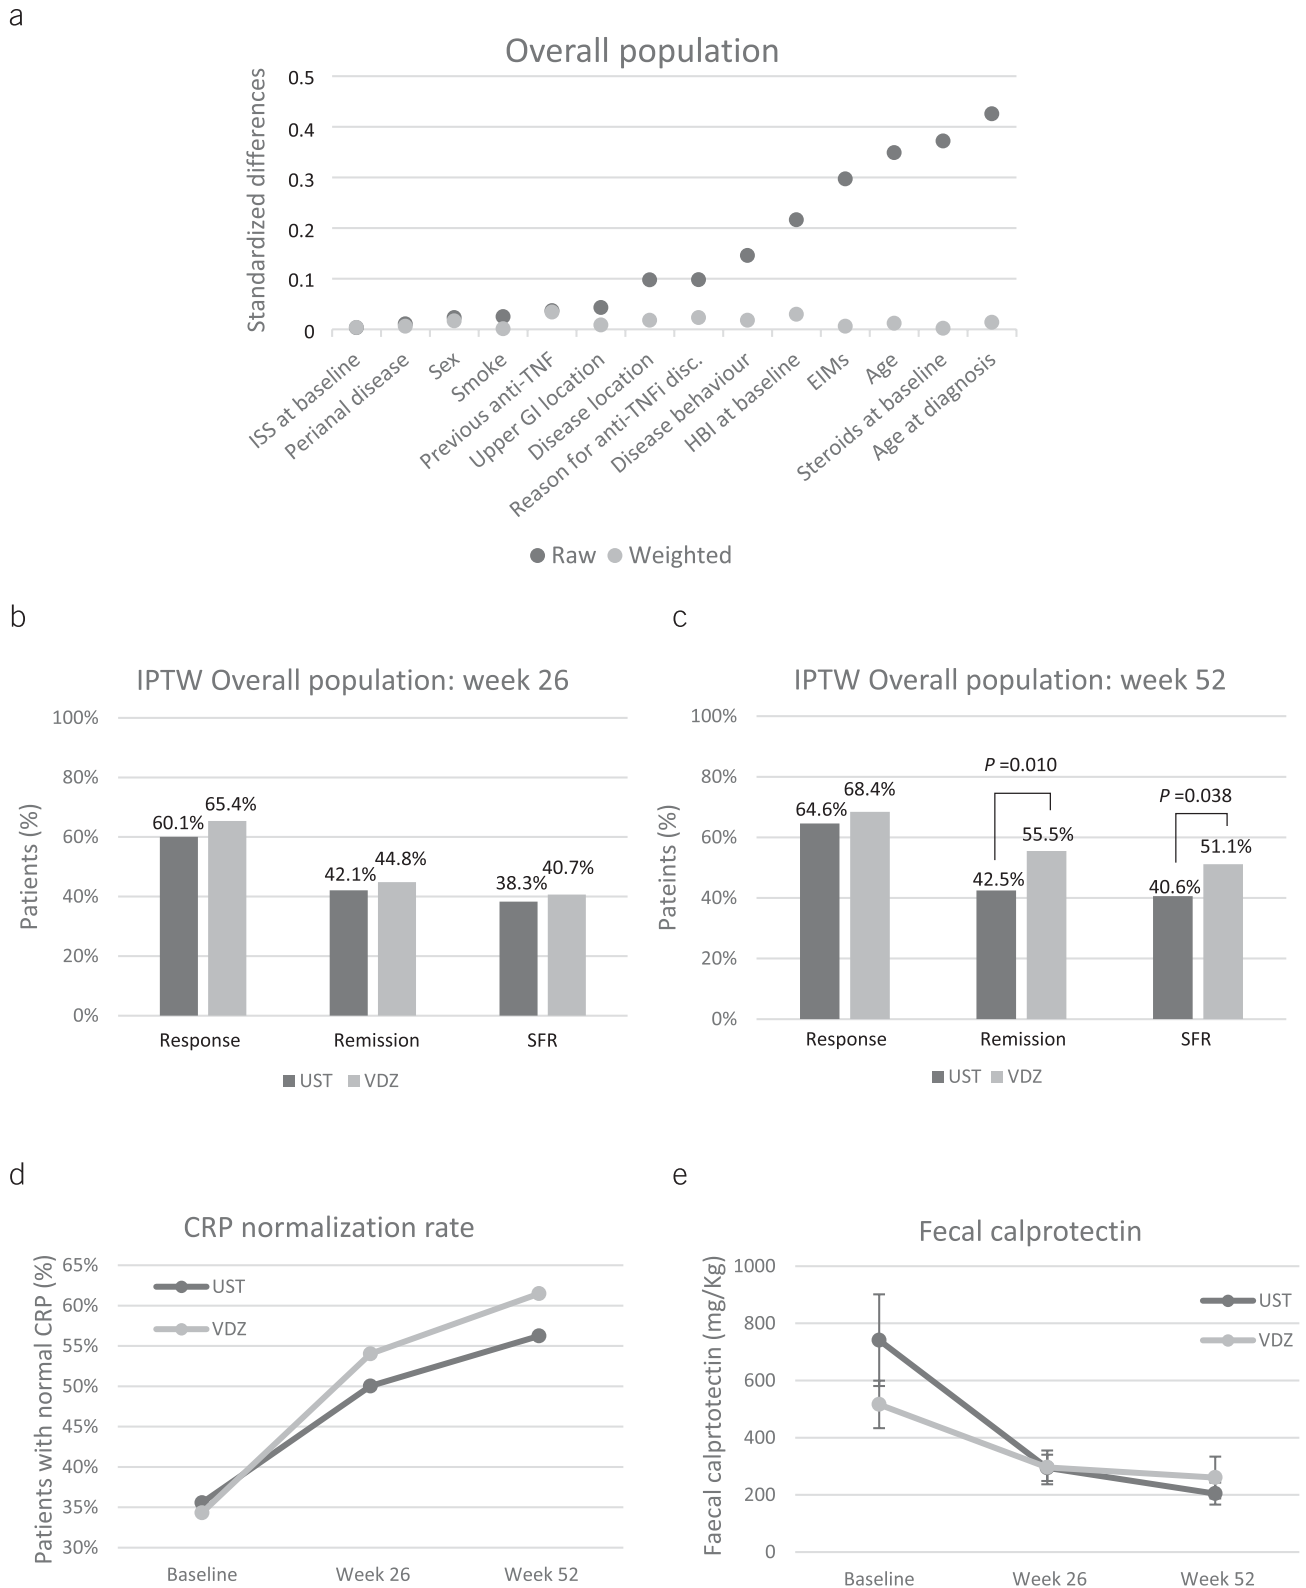 a
Overall population
Standardized differences
0.5
0.4
0.3
0.2
0.1
0
ISS at baseline
Perianal disease
Sex
Smoke
Previous anti-TNF
Upper GI location
Disease location
Reason for anti-TNFi disc.
Disease behaviour
HBI at baseline
EIMs
Age
Steroids at baseline
Age at diagnosis
Raw Weighted
b
IPTW Overall population: week 26
Patients (%)
100%
80%
60%
40%
20%
0%
60.1%
65.4%
42.1%
44.8%
38.3%
40.7%
Response Remission SFR
UST VDZ
c
IPTW Overall population: week 52
Pateints (%)
100%
80%
60%
40%
20%
0%
64.6%
68.4%
P =0.010
42.5%
55.5%
P =0.038
40.6%
51.1%
Response Remission SFR
UST VDZ
d
CRP normalization rate
Patients with normal CRP (%)
65%
60%
55%
50%
45%
40%
35%
30%
UST
VDZ
Baseline Week 26 Week 52
e
Fecal calprotectin
Faecal calprtotectin (mg/Kg)
1000
800
600
400
200
0
UST
VDZ
Baseline Week 26 Week 52